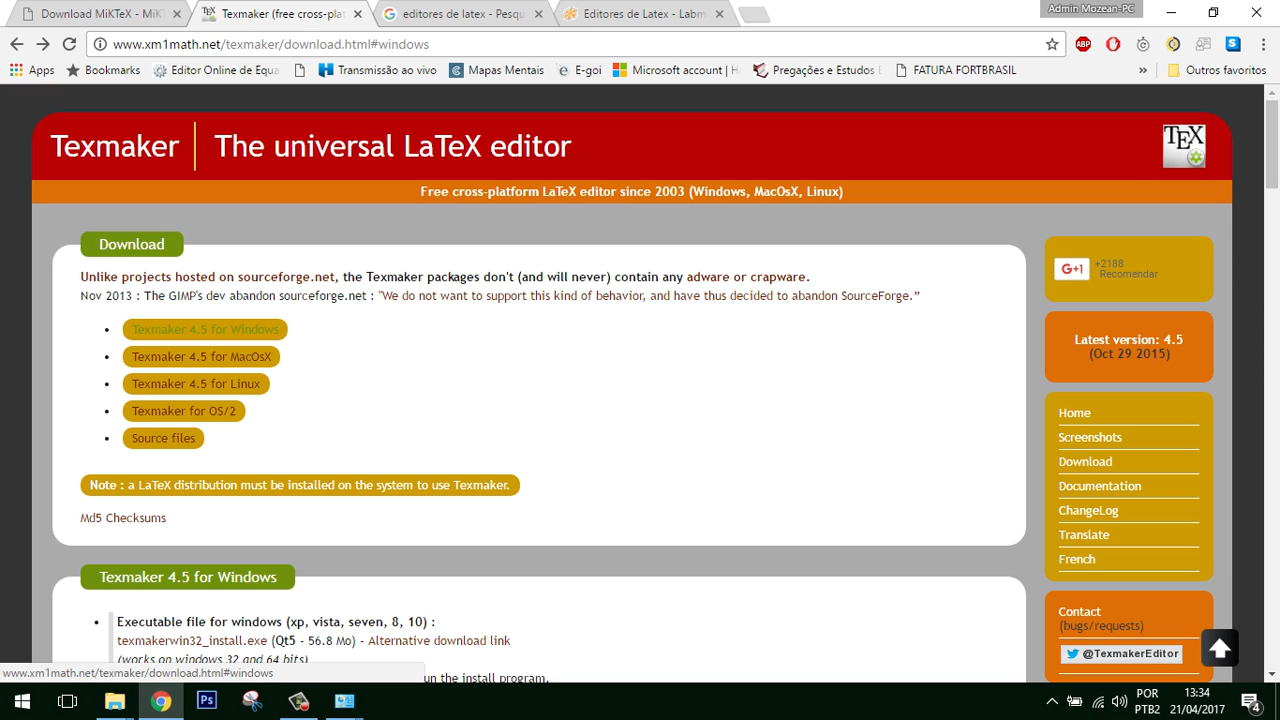 Admin Mozean-PC
Download MiKTeX - MiKT
Texmaker (free cross-plat
editores de latex - Pesqu
Editores de Latex - Labm
www.xm1math.net/texmaker/download.html#windows
Apps
Bookmarks
Editor Online de Equa
Transmissão ao vivo
Mapas Mentais
E-goi
Microsoft account | H
Pregações e Estudos E
FATURA FORTBRASIL
»
Outros favoritos
Texmaker
The universal LaTeX editor
TEX
Free cross-platform LaTeX editor since 2003 (Windows, MacOsX, Linux)
Download
Unlike projects hosted on sourceforge.net, the Texmaker packages don't (and will never) contain any adware or crapware.
Nov 2013 : The GIMP's dev abandon sourceforge.net : "We do not want to support this kind of behavior, and have thus decided to abandon SourceForge.”
Texmaker 4.5 for Windows
Texmaker 4.5 for MacOsX
Texmaker 4.5 for Linux
Texmaker for OS/2
Source files
Note : a LaTeX distribution must be installed on the system to use Texmaker.
Md5 Checksums
Texmaker 4.5 for Windows
Executable file for windows (xp, vista, seven, 8, 10) :
texmakerwin32_install.exe (Qt5 - 56.8 Mo) - Alternative download link
(works on windows 32 and 64 bits)
un the install program.
G+1
+2188
Recomendar
Latest version: 4.5
(Oct 29 2015)
Home
Screenshots
Download
Documentation
ChangeLog
Translate
French
Contact
(bugs/requests)
@TexmakerEditor
www.xm1math.net/texmaker/download.html#windows
ABP
S
Ps
POR
PTB2
13:34
21/04/2017
4